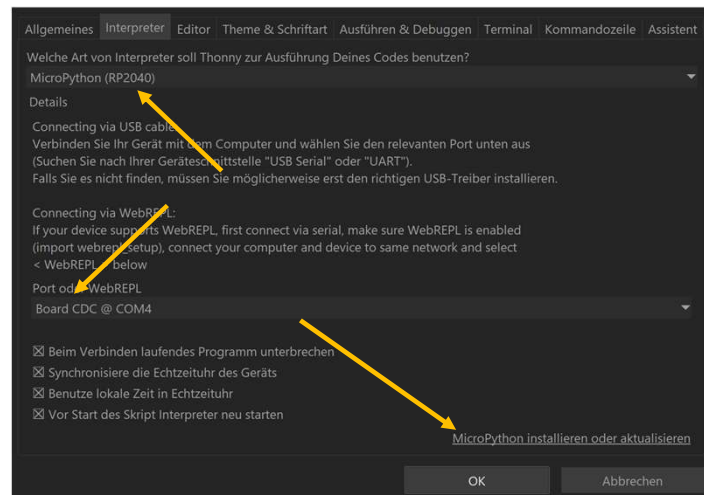 Allgemeines Interpreter Editor Theme & Schriftart Ausführen & Debuggen Terminal Kommandozeile Assistent
Welche Art von Interpreter soll Thonny zur Ausführung Deines Codes benutzen?
MicroPython (RP2040)
Details
Connecting via USB cable
Verbinden Sie Ihr Gerät mit dem Computer und wählen Sie den relevanten Port unten aus
(Suchen Sie nach Ihrer Geräteschnittstelle "USB Serial" oder "UART").
Falls Sie es nicht finden, müssen Sie möglicherweise erst den richtigen USB-Treiber installieren.
Connecting via WebREPL:
If your device supports WebREPL, first connect via serial, make sure WebREPL is enabled
(import webrepl_setup), connect your computer and device to same network and select
< WebREPL > below
Port oder WebREPL
Board CDC @ COM4
Beim Verbinden laufendes Programm unterbrechen
Synchronisiere die Echtzeituhr des Geräts
Benutze lokale Zeit in Echtzeituhr
Vor Start des Skript Interpreter neu starten
MicroPython installieren oder aktualisieren
OK Abbrechen